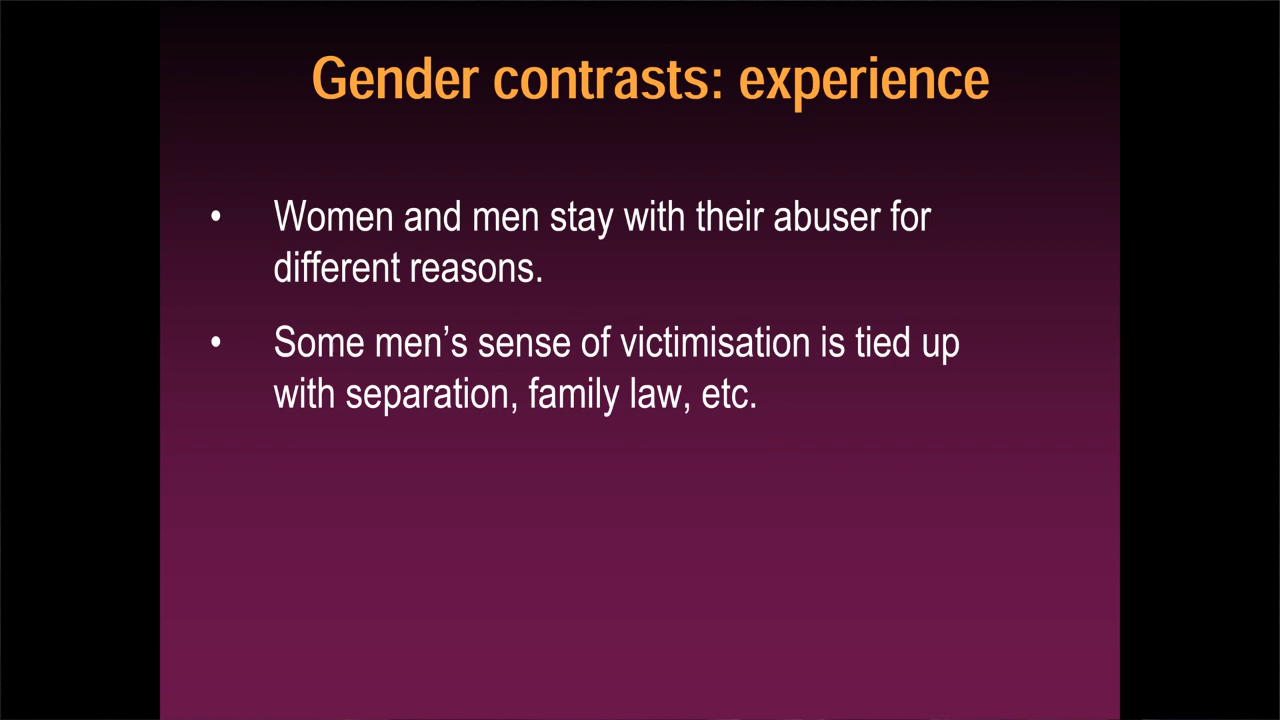 Gender contrasts: experience
• Women and men stay with their abuser for
different reasons.
• Some men’s sense of victimisation is tied up
with separation, family law, etc.